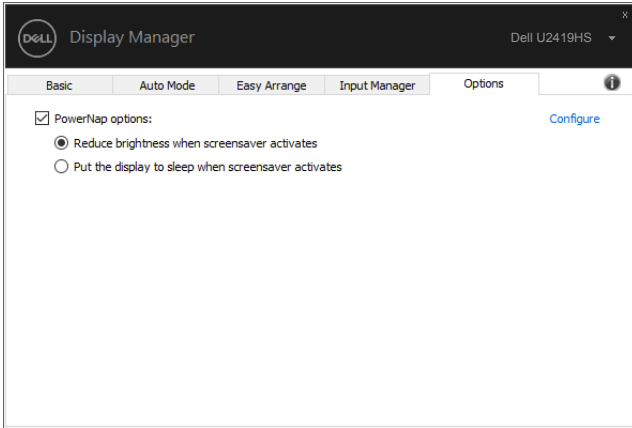 x
DELL Display Manager Dell U2419HS
Basic Auto Mode Easy Arrange Input Manager Options i
PowerNap options: Configure
Reduce brightness when screensaver activates
Put the display to sleep when screensaver activates